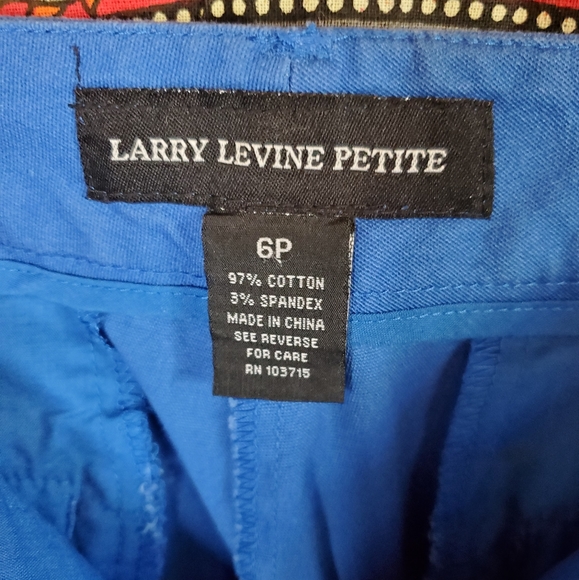 LARRY LEVINE PETITE
6P
97% COTTON
3% SPANDEX
MADE IN CHINA
SEE REVERSE
FOR CARE
RN 103715